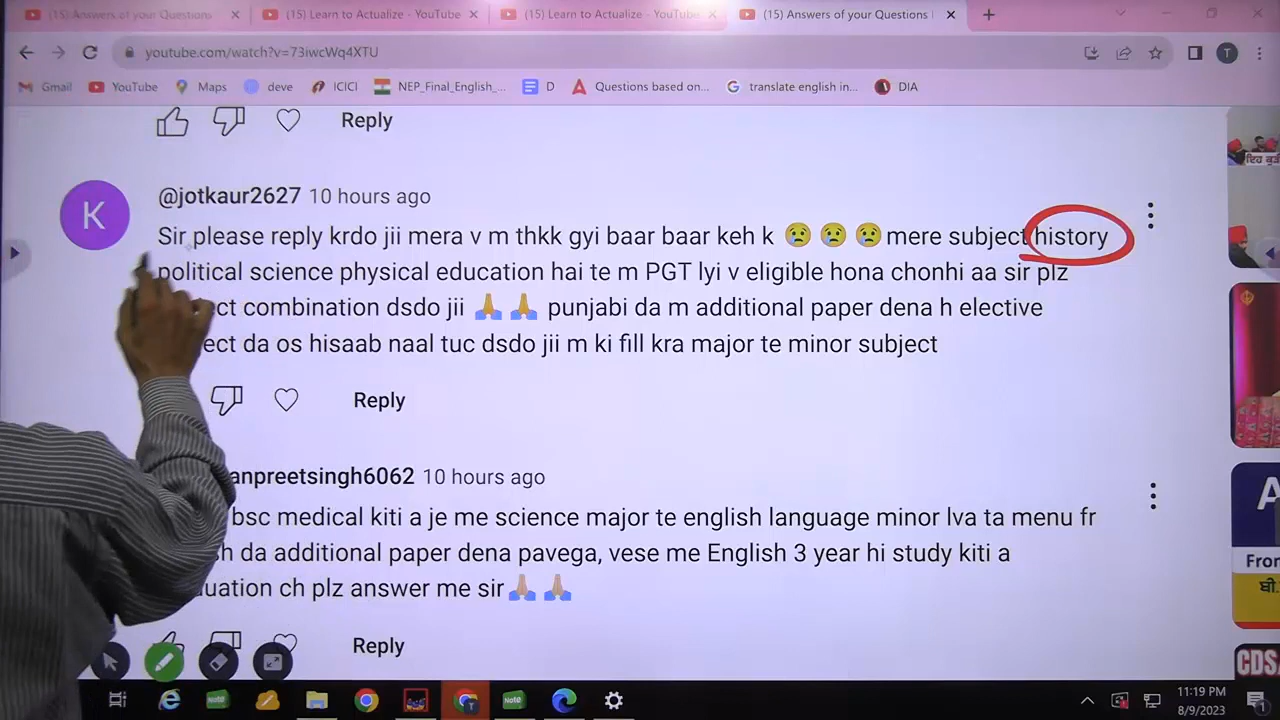 (15) Answers of your Questions
(15) Learn to Actualize - YouTube
(15) Learn to Actualize - YouTube
(15) Answers of your Questions
youtube.com/watch?v=73iwcWq4XTU
T
Gmail YouTube Maps deve ICICI NEP_Final_English_... D Questions based on... translate english in... DIA
Reply
K
@jotkaur2627 10 hours ago
Sir please reply krdo jii mera v m thkk gyi baar baar keh k 😢 😢 😢 mere subject history
political science physical education hai te m PGT lyi v eligible hona chonhi aa sir plz
combination dsdo jii 🙏 🙏 punjabi da m additional paper dena h elective
da os hisaab naal tuc dsdo jii m ki fill kra major te minor subject
Reply
anpreetsingh6062 10 hours ago
bsc medical kiti a je me science major te english language minor lva ta menu fr
da additional paper dena pavega, vese me English 3 year hi study kiti a
ch plz answer me sir🙏 🙏
Reply
A
From
CDS
11:19 PM
8/9/2023